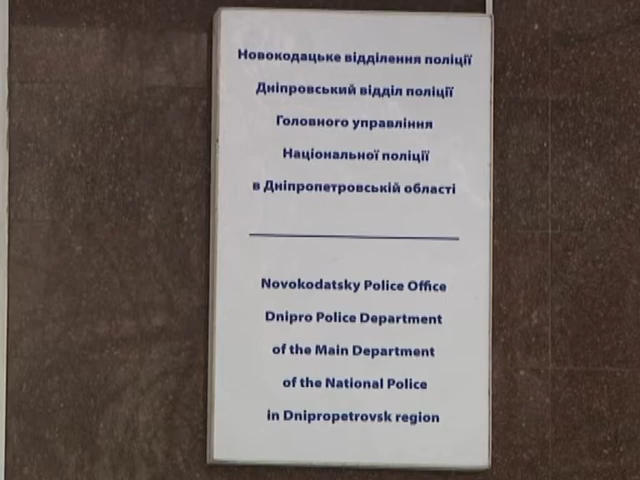 Новокодацьке відділення поліції
Дніпровський відділ поліції
Головного управління
Національної поліції
в Дніпропетровській області
Novokodatsky Police Office
Dnipro Police Department
of the Main Department
of the National Police
in Dnipropetrovsk region